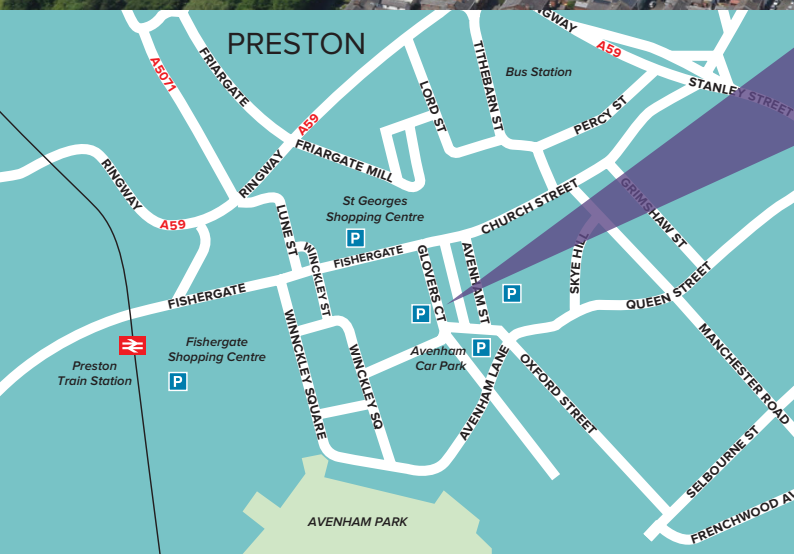 PRESTON
RINGWAY
A59
Bus Station
STANLEY STREET
A5071
FRIARGATE
TITHEBARN ST
LORD ST
PERCY ST
A59
RINGWAY
FRIARGATE MILL
RINGWAY
A59
St Georges
Shopping Centre
P
CHURCH STREET
GRIMSHAW ST
LUNE ST
WINCKLEY ST
FISHERGATE
GLOVERS CT
AVENHAM ST
SKYE HILL
QUEEN STREET
FISHERGATE
P
P
Preston
Train Station
Fishergate
Shopping Centre
P
WINNCKLEY SQUARE
WINCKLEY SQ
Avenham
Car Park
P
AVENHAM LANE
OXFORD STREET
MANCHESTER ROAD
SELBOURNE ST
FRENCHWOOD AV
AVENHAM PARK